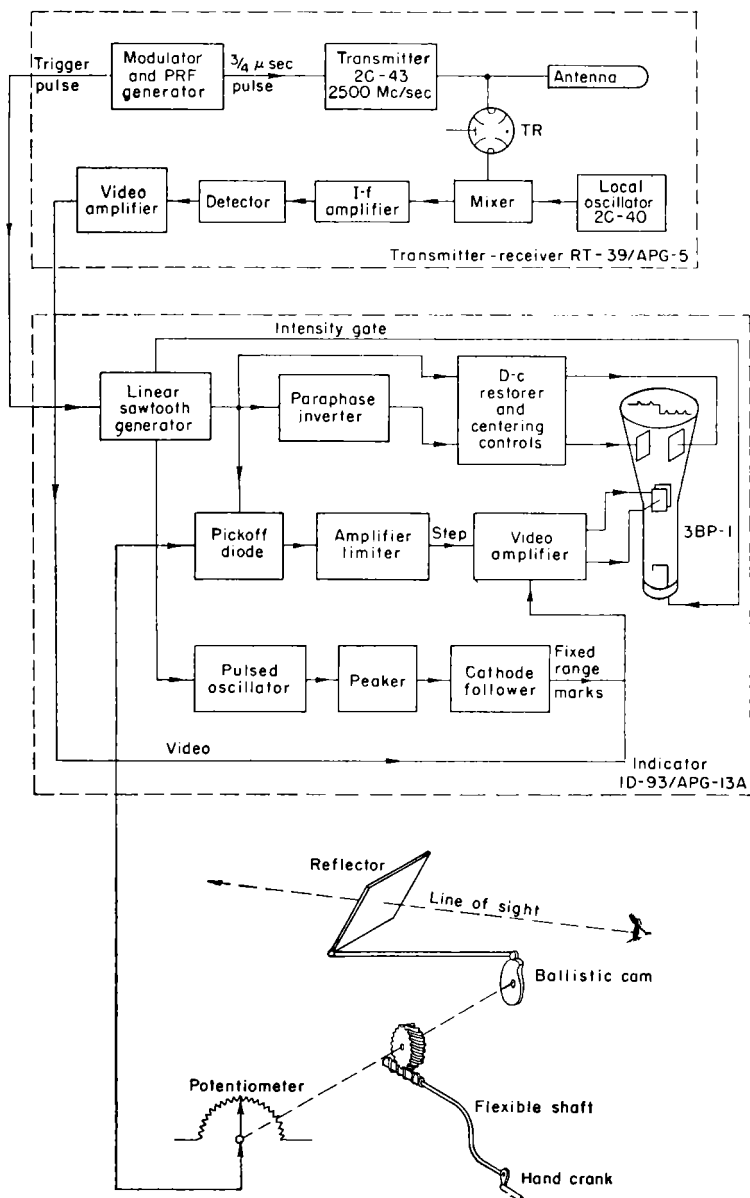 Trigger
pulse
Modulator
and PRF
generator
3/4 μ sec
pulse
Transmitter
2C-43
2500 Mc/sec
Antenna
TR
Video
amplifier
Detector
I-f
amplifier
Mixer
Local
oscillator
2C-40
Transmitter-receiver RT-39/APG-5
Intensity gate
Linear
sawtooth
generator
Paraphase
inverter
D-c
restorer
and
centering
controls
3BP-1
Pickoff
diode
Amplifier
limiter
Step
Video
amplifier
Pulsed
oscillator
Peaker
Cathode
follower
Fixed
range
marks
Video
Indicator
ID-93/APG-13A
Reflector
Line of sight
Ballistic cam
Potentiometer
Flexible shaft
Hand crank